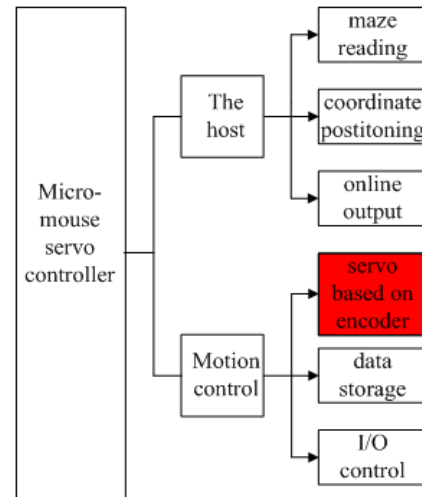 Micro-
mouse
servo
controller
The
host
maze
reading
coordinate
postitoning
online
output
Motion
control
servo
based on
encoder
data
storage
I/O
control